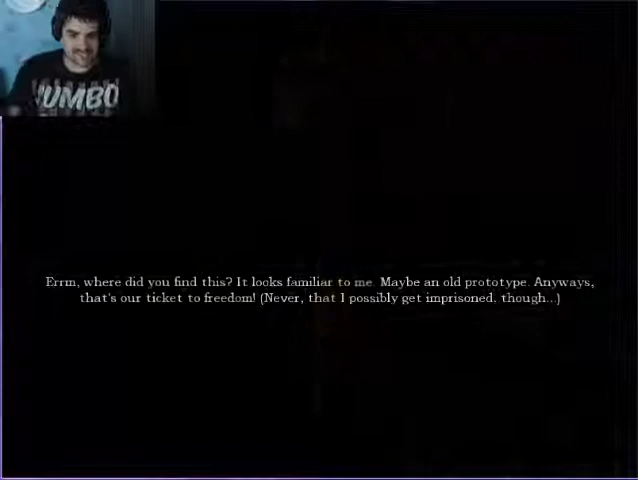 JUMBO
Errm, where did you find this? It looks familiar to me. Maybe an old prototype. Anyways,
that's our ticket to freedom! (Never, that I possibly get imprisoned, though...)